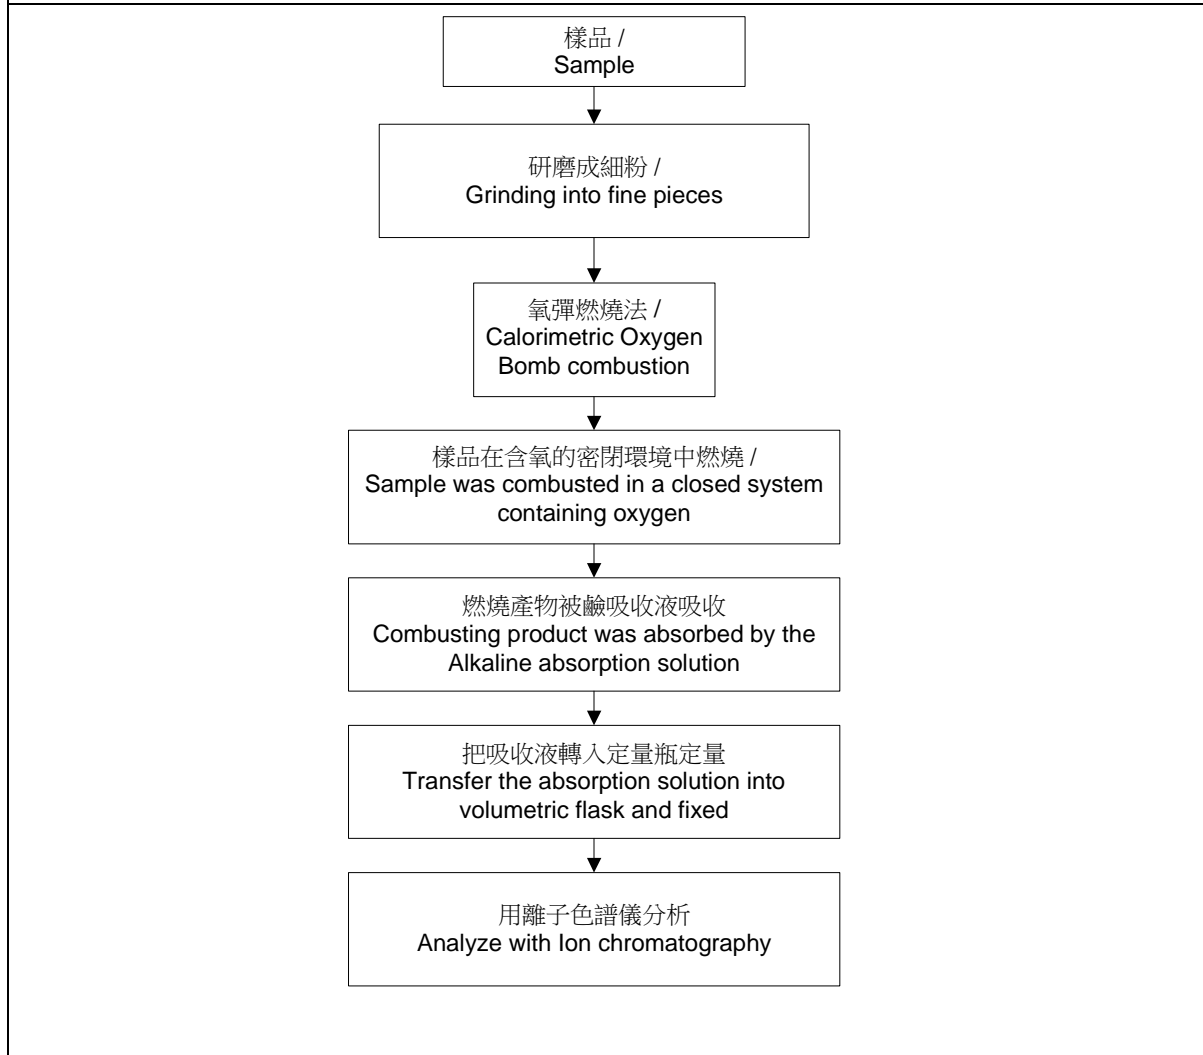 樣品 /
Sample
研磨成細粉 /
Grinding into fine pieces
氧彈燃燒法 /
Calorimetric Oxygen
Bomb combustion
樣品在含氧的密閉環境中燃燒 /
Sample was combusted in a closed system
containing oxygen
燃燒產物被鹼吸收液吸收
Combusting product was absorbed by the
Alkaline absorption solution
把吸收液轉入定量瓶定量
Transfer the absorption solution into
volumetric flask and fixed
用離子色譜儀分析
Analyze with Ion chromatography